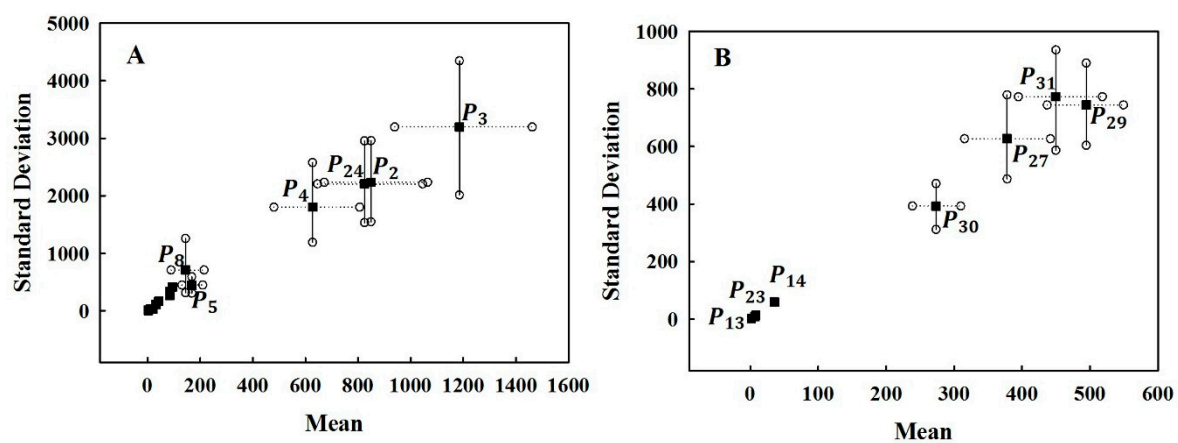 A
Standard Deviation
5000
4000
3000
2000
1000
0
P3
P24 P2
P4
P8
P5
0 200 400 600 800 1000 1200 1400 1600
Mean
B
Standard Deviation
1000
800
600
400
200
0
P31
P29
P27
P30
P14
P23
P13
0 100 200 300 400 500 600
Mean